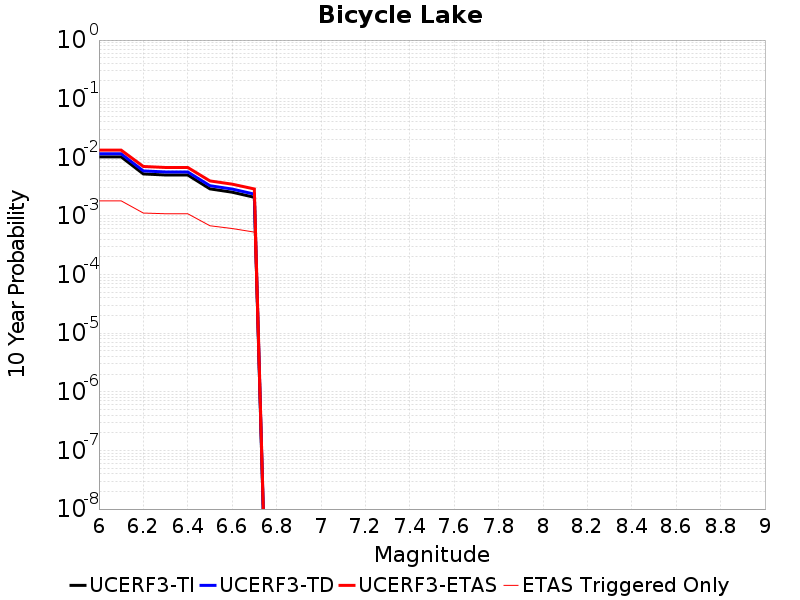 Bicycle Lake
10^0
10^-1
10^-2
10^-3
10^-4
10^-5
10^-6
10^-7
10^-8
10 Year Probability
6 6.2 6.4 6.6 6.8 7 7.2 7.4 7.6 7.8 8 8.2 8.4 8.6 8.8 9
Magnitude
UCERF3-TI UCERF3-TD UCERF3-ETAS ETAS Triggered Only